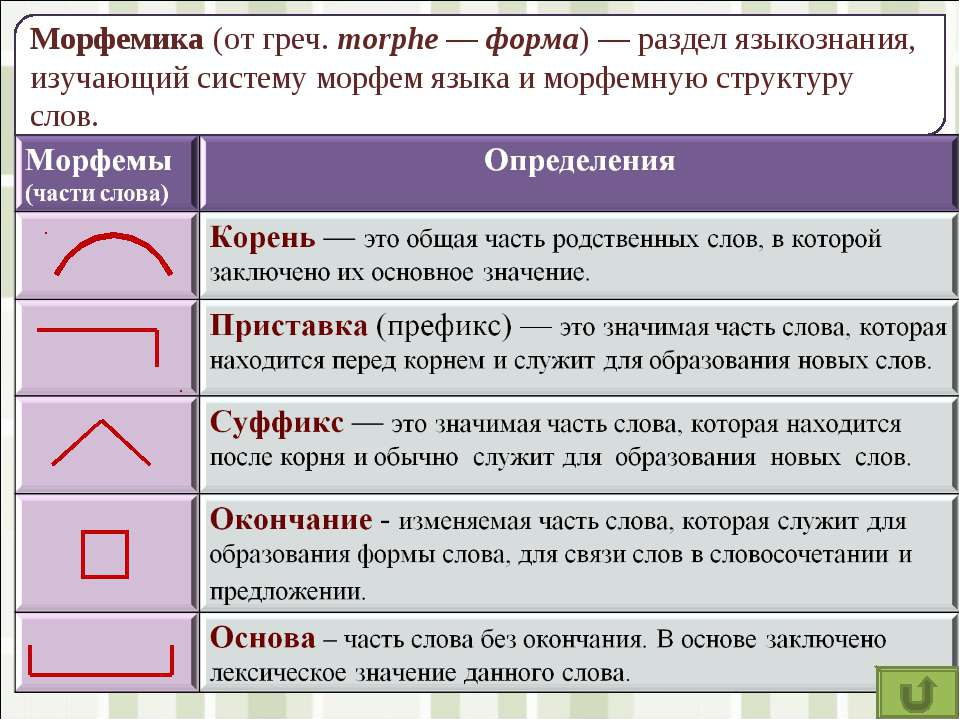 Морфемика (от греч. morphe — форма) — раздел языкознания,
изучающий систему морфем языка и морфемную структуру
слов.
Морфемы
(части слова)
Определения
Корень — это общая часть родственных слов, в которой
заключено их основное значение.
Приставка (префикс) — это значимая часть слова, которая
находится перед корнем и служит для образования новых слов.
Суффикс — это значимая часть слова, которая находится
после корня и обычно служит для образования новых слов.
Окончание - изменяемая часть слова, которая служит для
образования формы слова, для связи слов в словосочетании и
предложении.
Основа – часть слова без окончания. В основе заключено
лексическое значение данного слова.